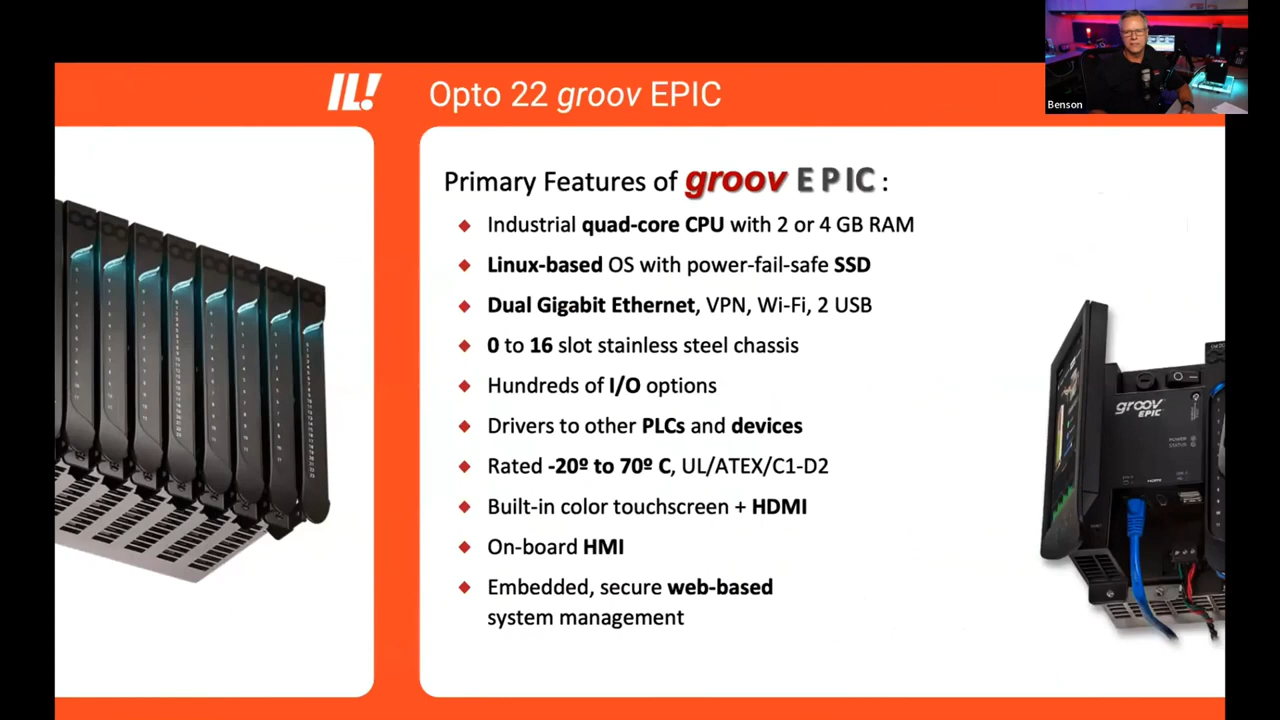 IL!
Opto 22 groov EPIC
Benson
Primary Features of groov EPIC :
Industrial quad-core CPU with 2 or 4 GB RAM
Linux-based OS with power-fail-safe SSD
Dual Gigabit Ethernet, VPN, Wi-Fi, 2 USB
0 to 16 slot stainless steel chassis
Hundreds of I/O options
Drivers to other PLCs and devices
Rated -20º to 70º C, UL/ATEX/C1-D2
Built-in color touchscreen + HDMI
On-board HMI
Embedded, secure web-based
system management
groov
EPIC
POWER
STATUS